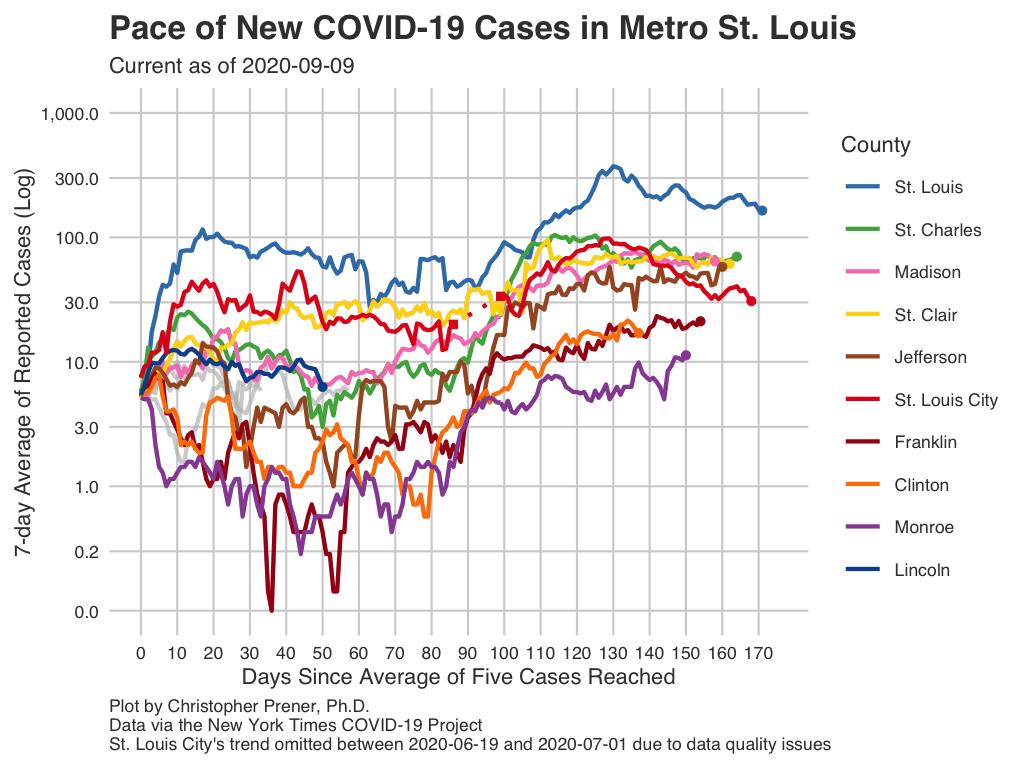 Pace of New COVID-19 Cases in Metro St. Louis
Current as of 2020-09-09
7-day Average of Reported Cases (Log)
1,000.0
300.0
100.0
30.0
10.0
3.0
1.0
0.2
0.0
0 10 20 30 40 50 60 70 80 90 100 110 120 130 140 150 160 170
Days Since Average of Five Cases Reached
County
St. Louis
St. Charles
Madison
St. Clair
Jefferson
St. Louis City
Franklin
Clinton
Monroe
Lincoln
Plot by Christopher Prener, Ph.D.
Data via the New York Times COVID-19 Project
St. Louis City's trend omitted between 2020-06-19 and 2020-07-01 due to data quality issues